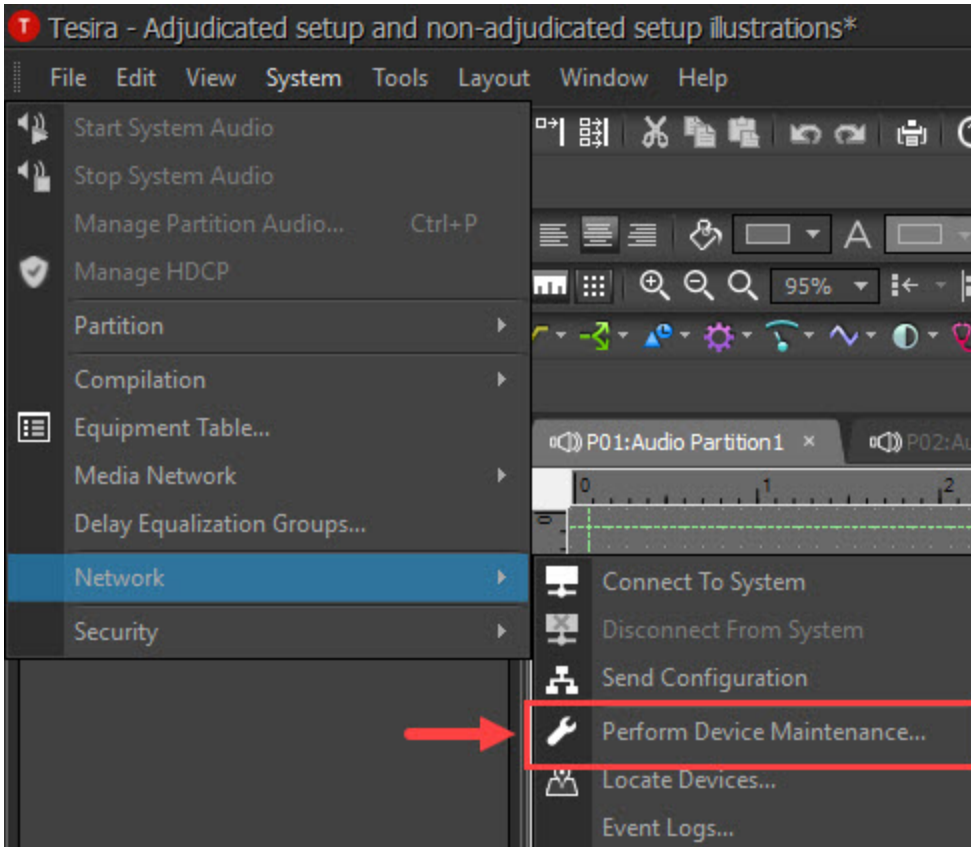 Tesira - Adjudicated setup and non-adjudicated setup illustrations*
File Edit View System Tools Layout Window Help
Start System Audio
Stop System Audio
Manage Partition Audio... Ctrl+P
Manage HDCP
95%
Partition
Compilation
Equipment Table...
P01:Audio Partition1 ×
P02:Au
Media Network
0 1 2
Delay Equalization Groups...
0
Network
Connect To System
Disconnect From System
Security
Send Configuration
Perform Device Maintenance...
Locate Devices...
Event Logs...